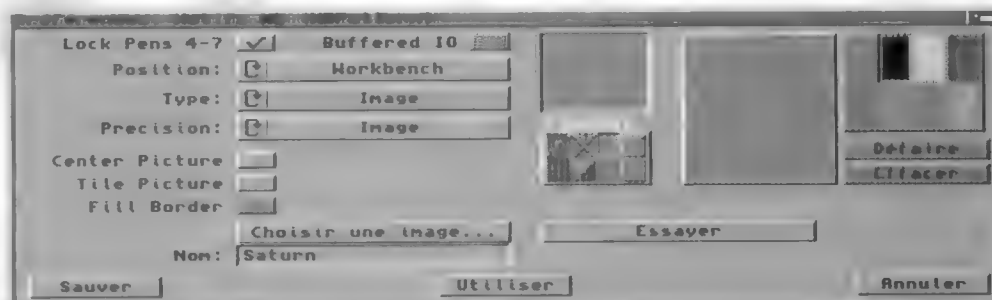 Lock Pens 4-7 Buffered IO
Position: Workbench
Type: Image
Precision: Image
Center Picture
Tile Picture
Fill Border
Défaire
Effacer
Choisir une image...
Essayer
Nom: Saturn
Sauver Utiliser Annuler